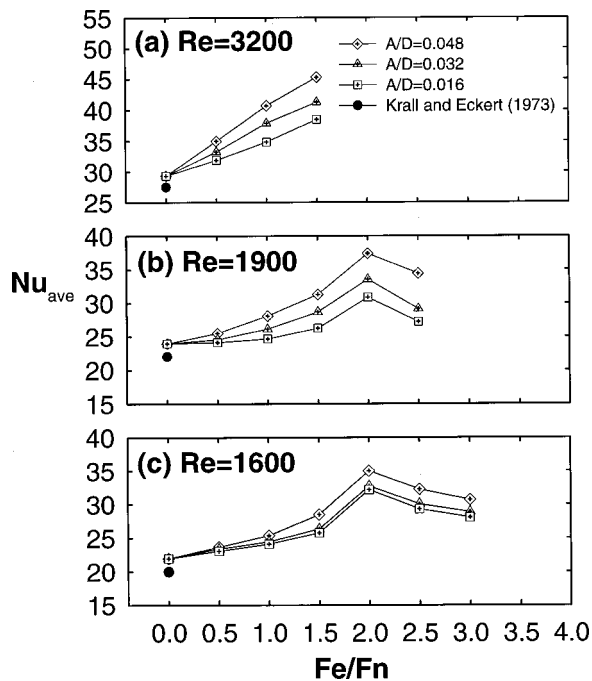 55
50
45
40
35
30
25
(a) Re=3200
A/D=0.048
A/D=0.032
A/D=0.016
Krall and Eckert (1973)
40
35
30
25
20
15
(b) Re=1900
Nu ave
40
35
30
25
20
15
(c) Re=1600
0.0 0.5 1.0 1.5 2.0 2.5 3.0 3.5 4.0
Fe/Fn